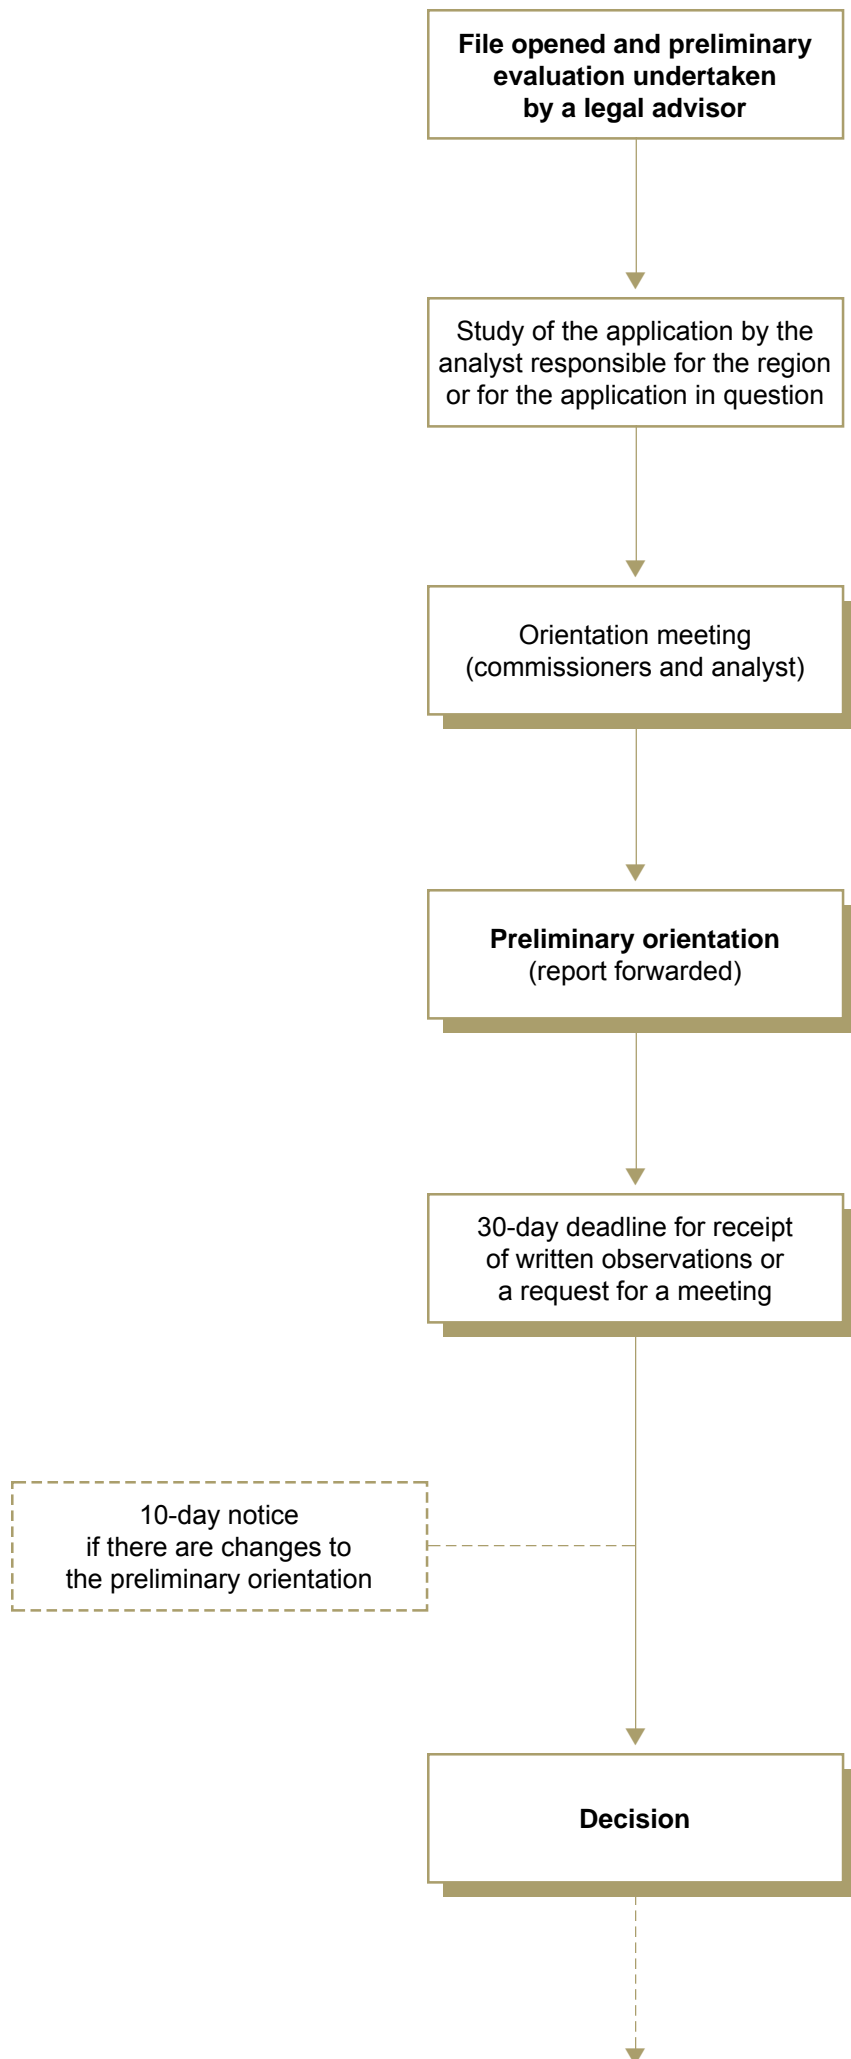 File opened and preliminary
evaluation undertaken
by a legal advisor
Study of the application by the
analyst responsible for the region
or for the application in question
Orientation meeting
(commissioners and analyst)
Preliminary orientation
(report forwarded)
30-day deadline for receipt
of written observations or
a request for a meeting
10-day notice
if there are changes to
the preliminary orientation
Decision